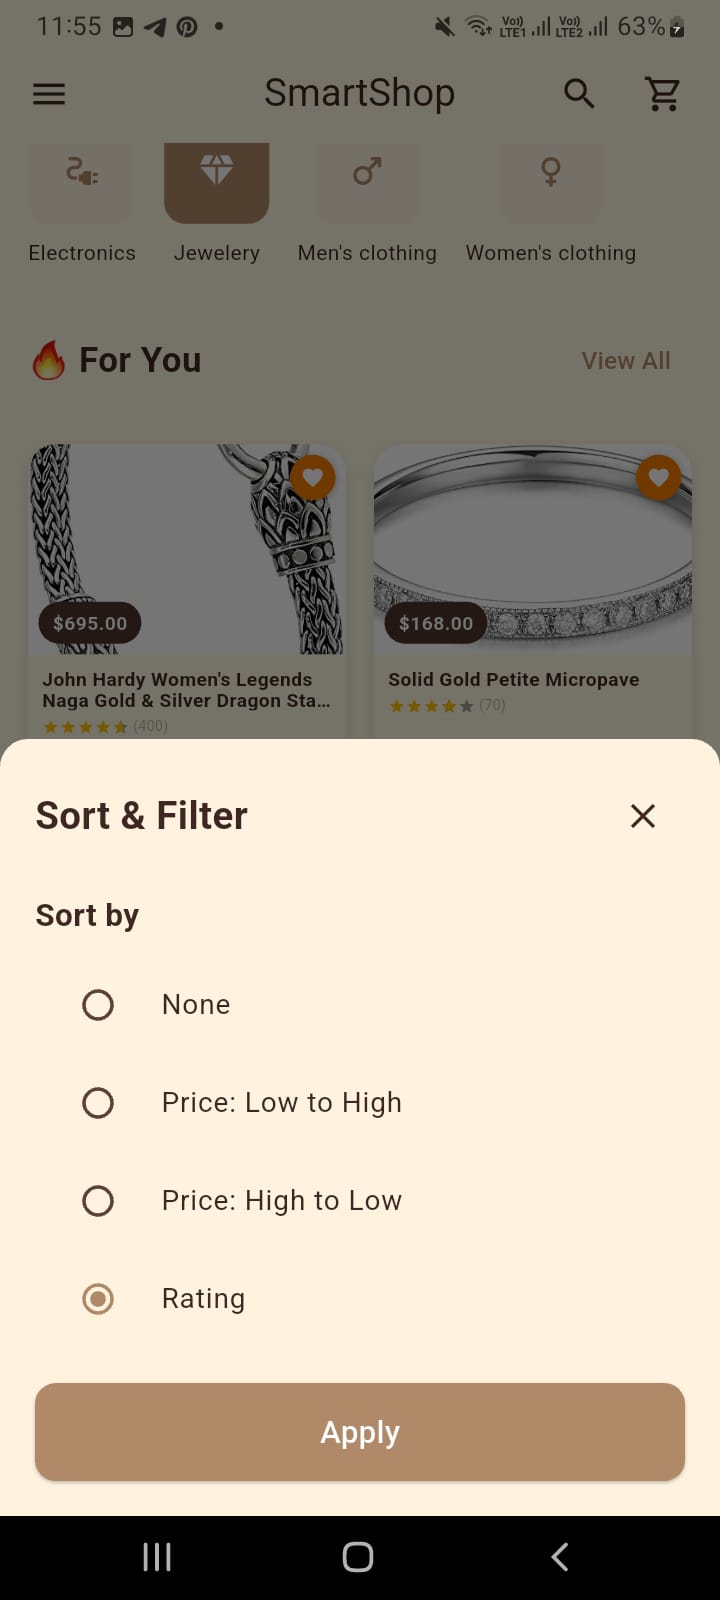 11:55
Vo)) LTE1 Vo)) LTE2 63%
SmartShop
Electronics Jewelery Men's clothing Women's clothing
For You View All
$695.00 $168.00
John Hardy Women's Legends
Naga Gold & Silver Dragon Sta...
(400)
Solid Gold Petite Micropave
(70)
Sort & Filter
Sort by
None
Price: Low to High
Price: High to Low
Rating
Apply